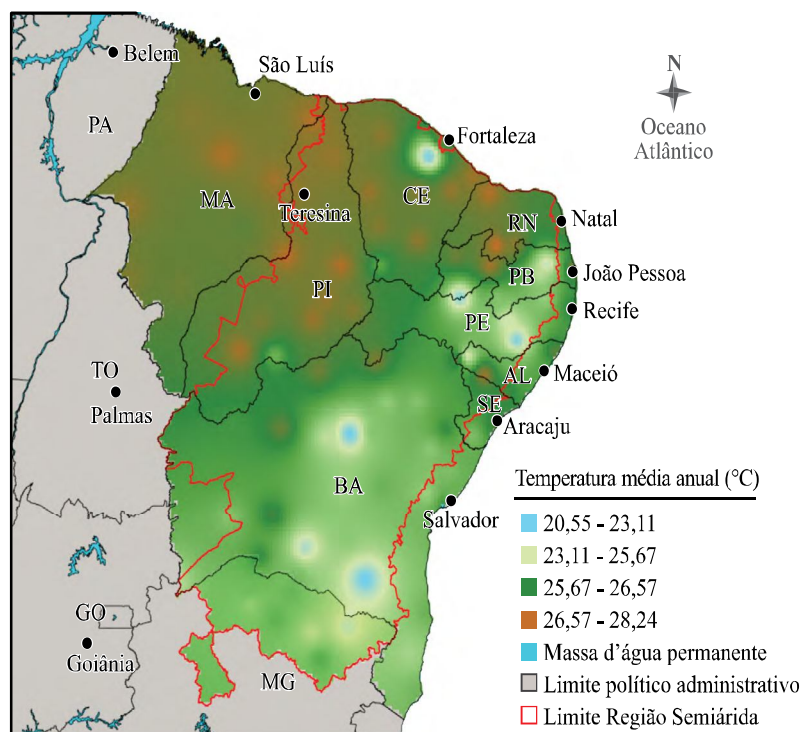 Belem
São Luís
N
Oceano
Atlântico
PA
Fortaleza
MA
Teresina
CE
RN
Natal
PB
João Pessoa
PI
Recife
PE
TO
Palmas
AL
Maceió
SE
Aracaju
BA
Temperatura média anual (°C)
Salvador
20,55 - 23,11
23,11 - 25,67
25,67 - 26,57
GO
26,57 - 28,24
Goiânia
Massa d’água permanente
MG
Limite político administrativo
Limite Região Semiárida